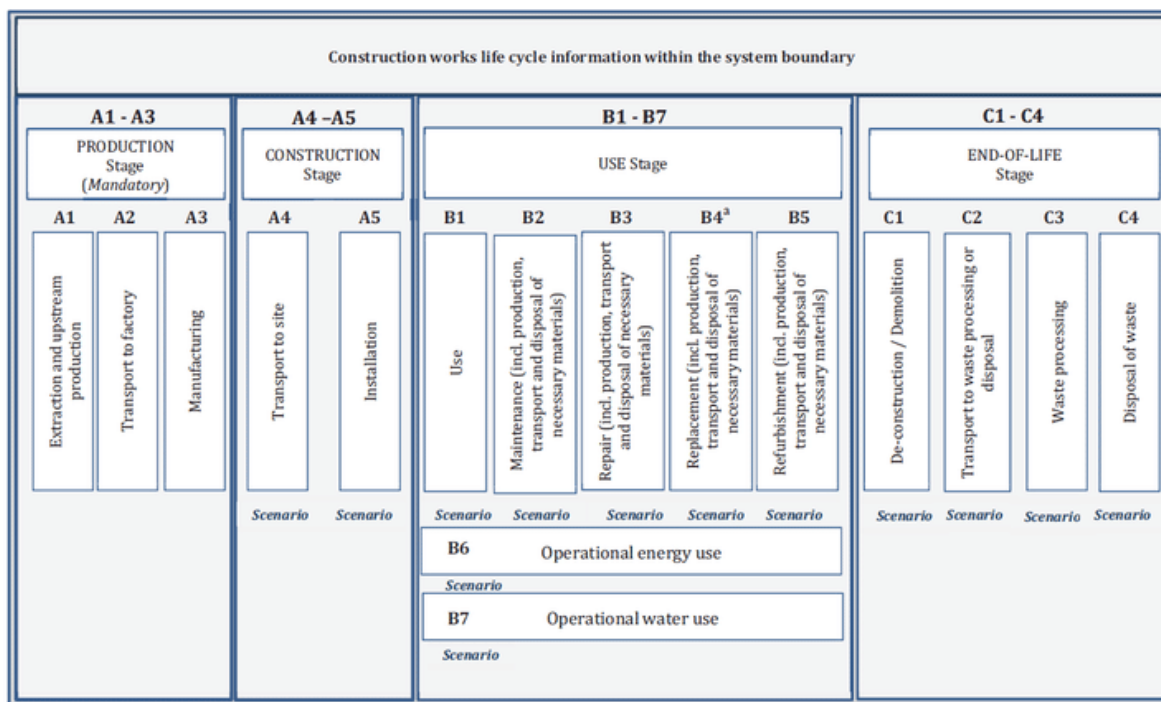 Construction works life cycle information within the system boundary
A1 - A3
PRODUCTION
Stage
(Mandatory)
A1
A2
A3
Extraction and upstream
production
Transport to factory
Manufacturing
A4 –A5
CONSTRUCTION
Stage
A4
A5
Transport to site
Installation
Scenario
Scenario
B1 - B7
USE Stage
B1
B2
B3
B4ᵃ
B5
Use
Maintenance (incl. production,
transport and disposal of
necessary materials)
Repair (incl. production, transport
and disposal of necessary
materials)
Replacement (incl. production,
transport and disposal of
necessary materials)
Refurbishment (incl. production,
transport and disposal of
necessary materials)
Scenario
Scenario
Scenario
Scenario
Scenario
B6
Operational energy use
Scenario
B7
Operational water use
Scenario
C1 - C4
END-OF-LIFE
Stage
C1
C2
C3
C4
De-construction / Demolition
Transport to waste processing or
disposal
Waste processing
Disposal of waste
Scenario
Scenario
Scenario
Scenario